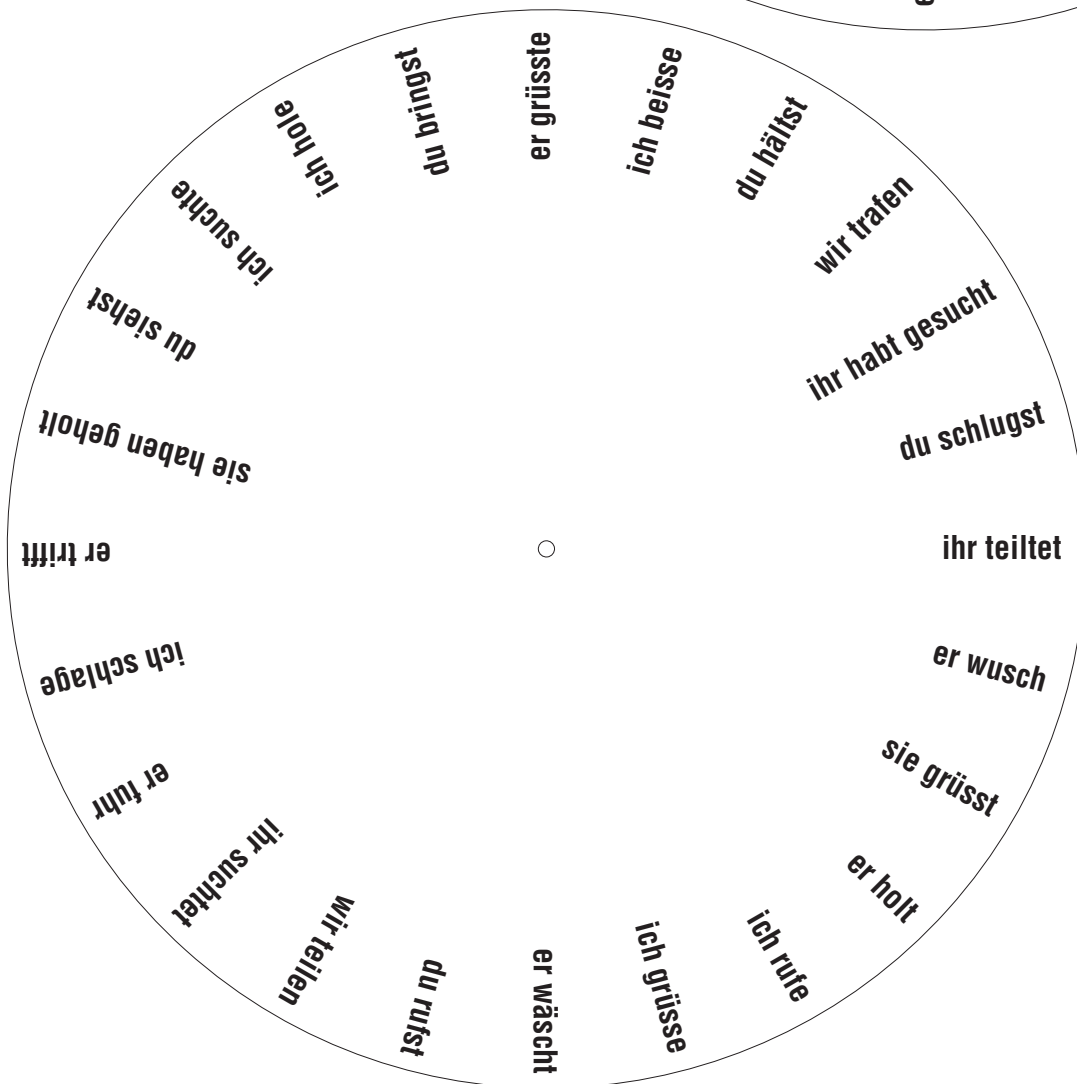 er grüsste
ich beisse
du hältst
wir trafen
ihr habt gesucht
du schlugst
ihr teiltet
er wusch
sie grüsst
er holt
ich rufe
ich grüsse
er wäscht
du rufst
wir teilen
ihr suchtet
er fuhr
ich schlage
er trifft
sie haben geholt
du siehst
ich suchte
ich hole
du bringst